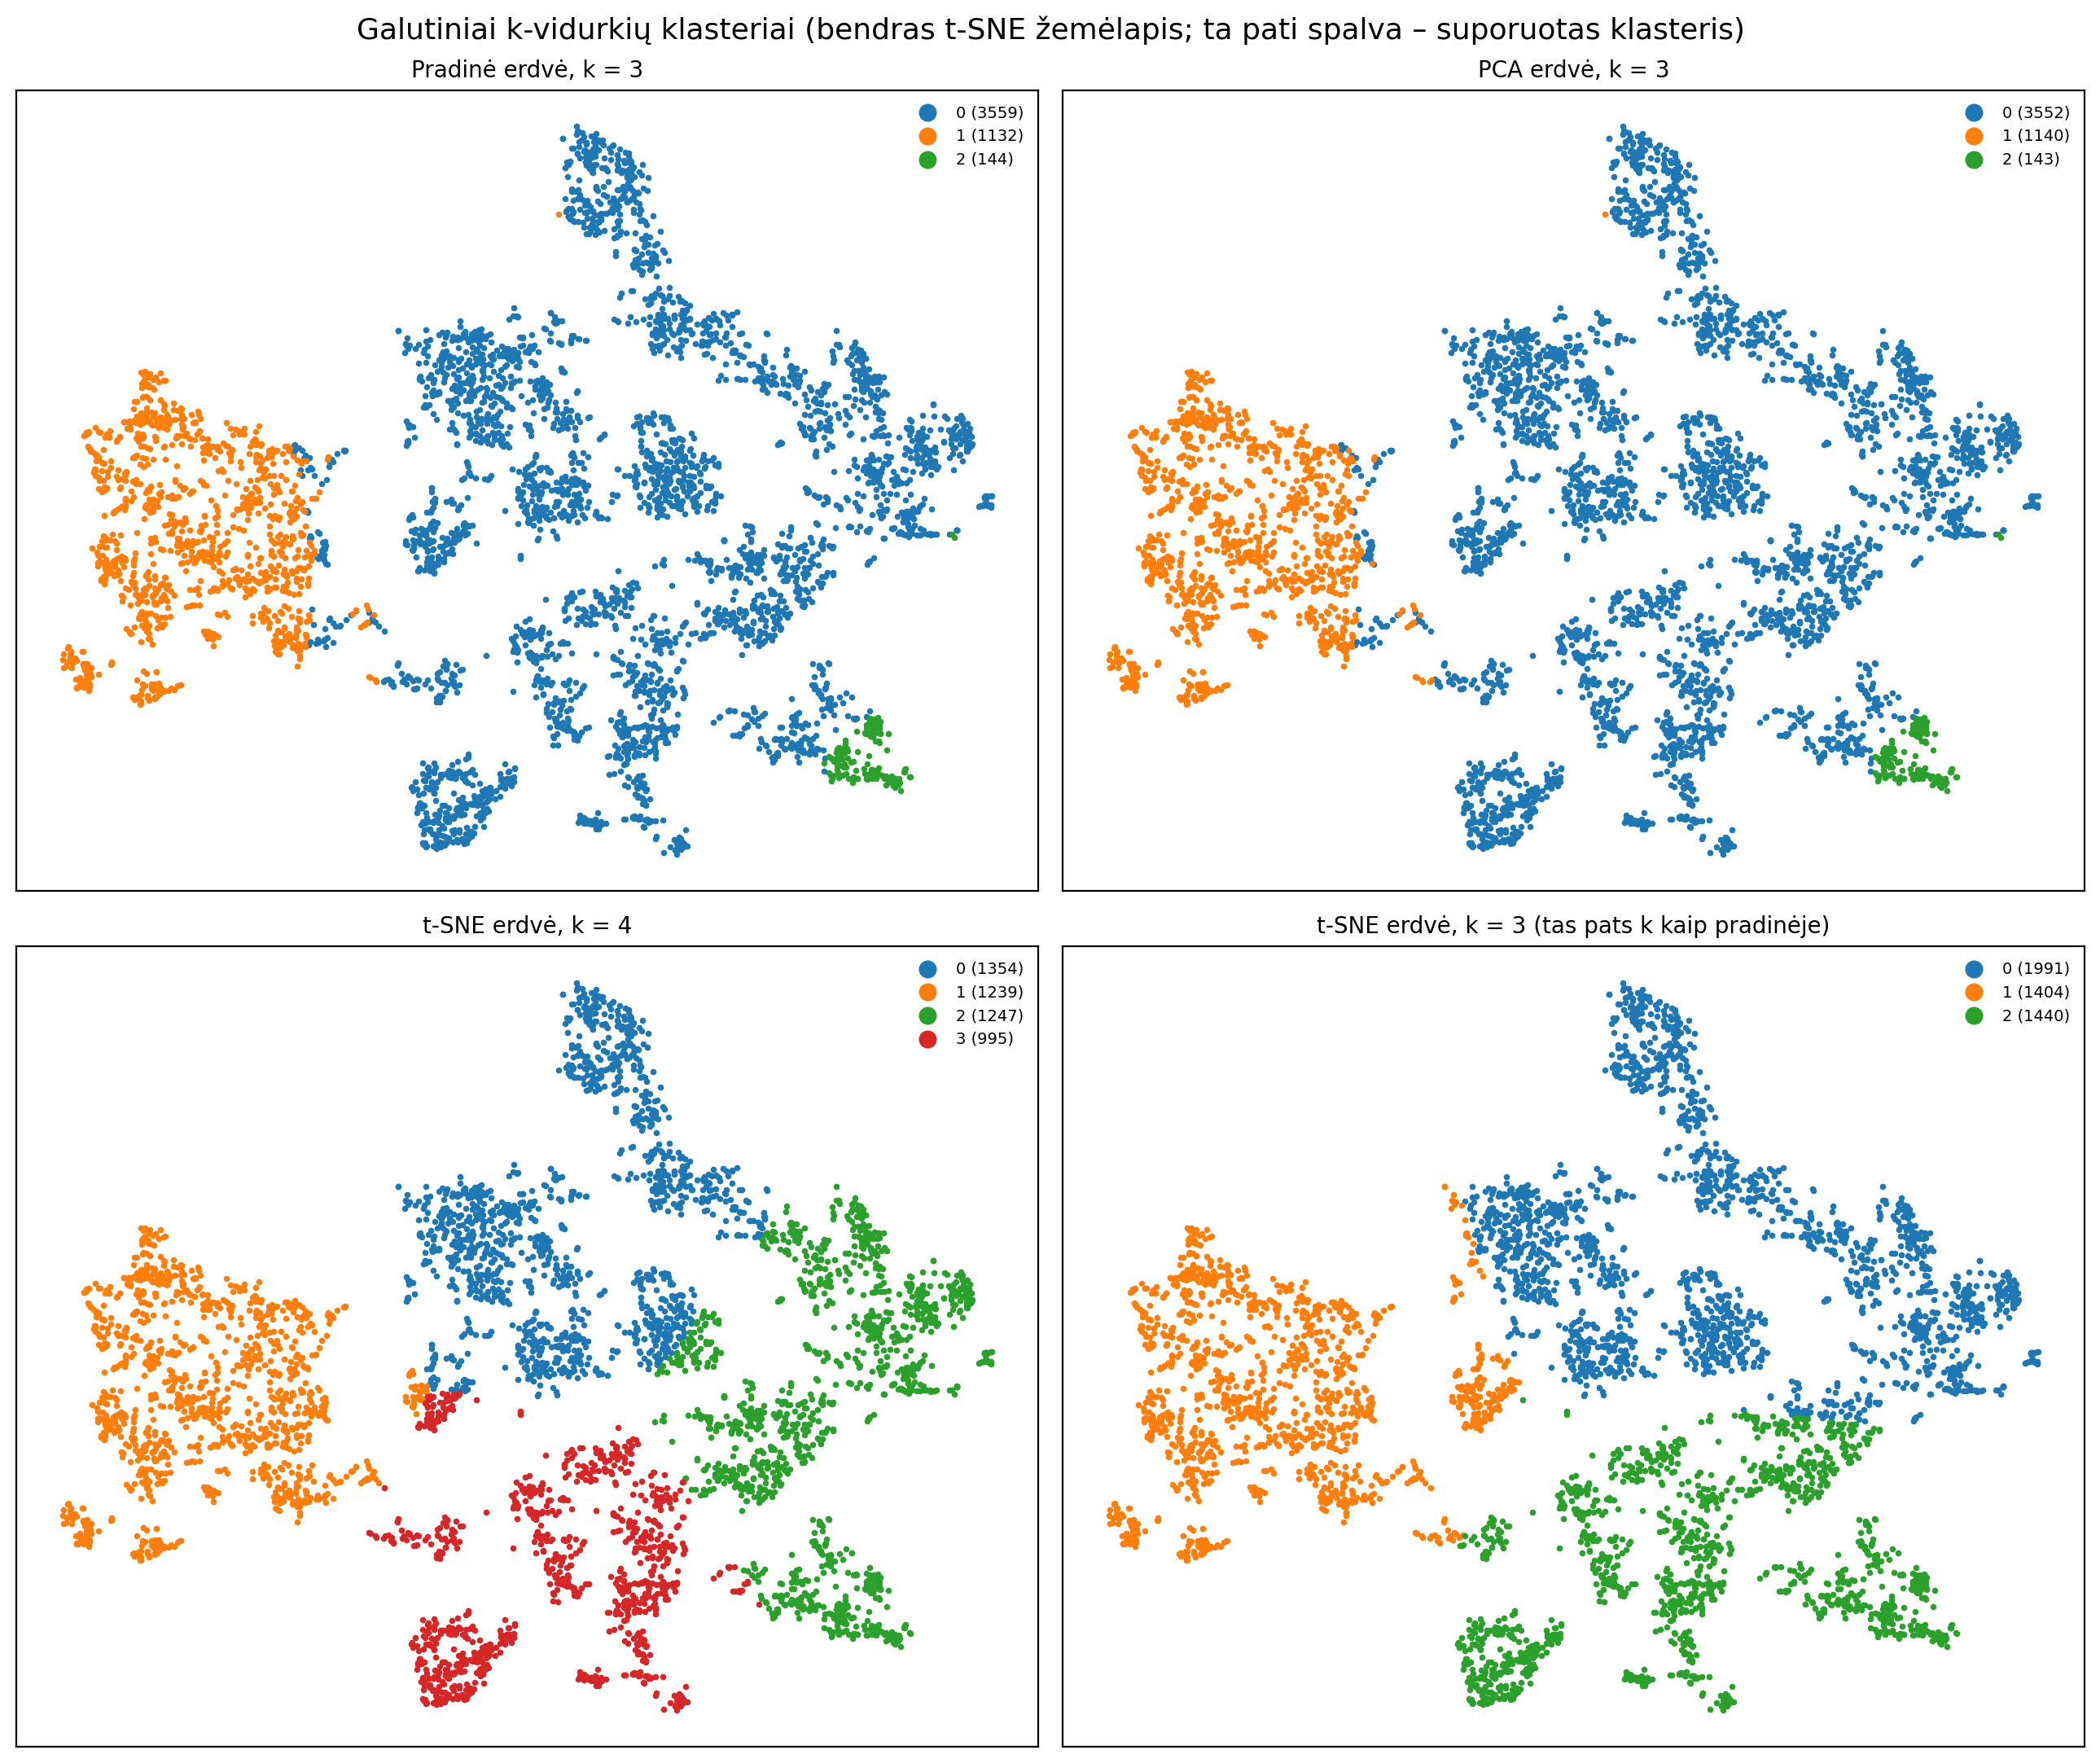 Galutiniai k-vidurkių klasteriai (bendras t-SNE žemėlapis; ta pati spalva – suporuotas klasteris)
Pradinė erdvė, k = 3
0 (3559)
1 (1132)
2 (144)
PCA erdvė, k = 3
0 (3552)
1 (1140)
2 (143)
t-SNE erdvė, k = 4
0 (1354)
1 (1239)
2 (1247)
3 (995)
t-SNE erdvė, k = 3 (tas pats k kaip pradinėje)
0 (1991)
1 (1404)
2 (1440)